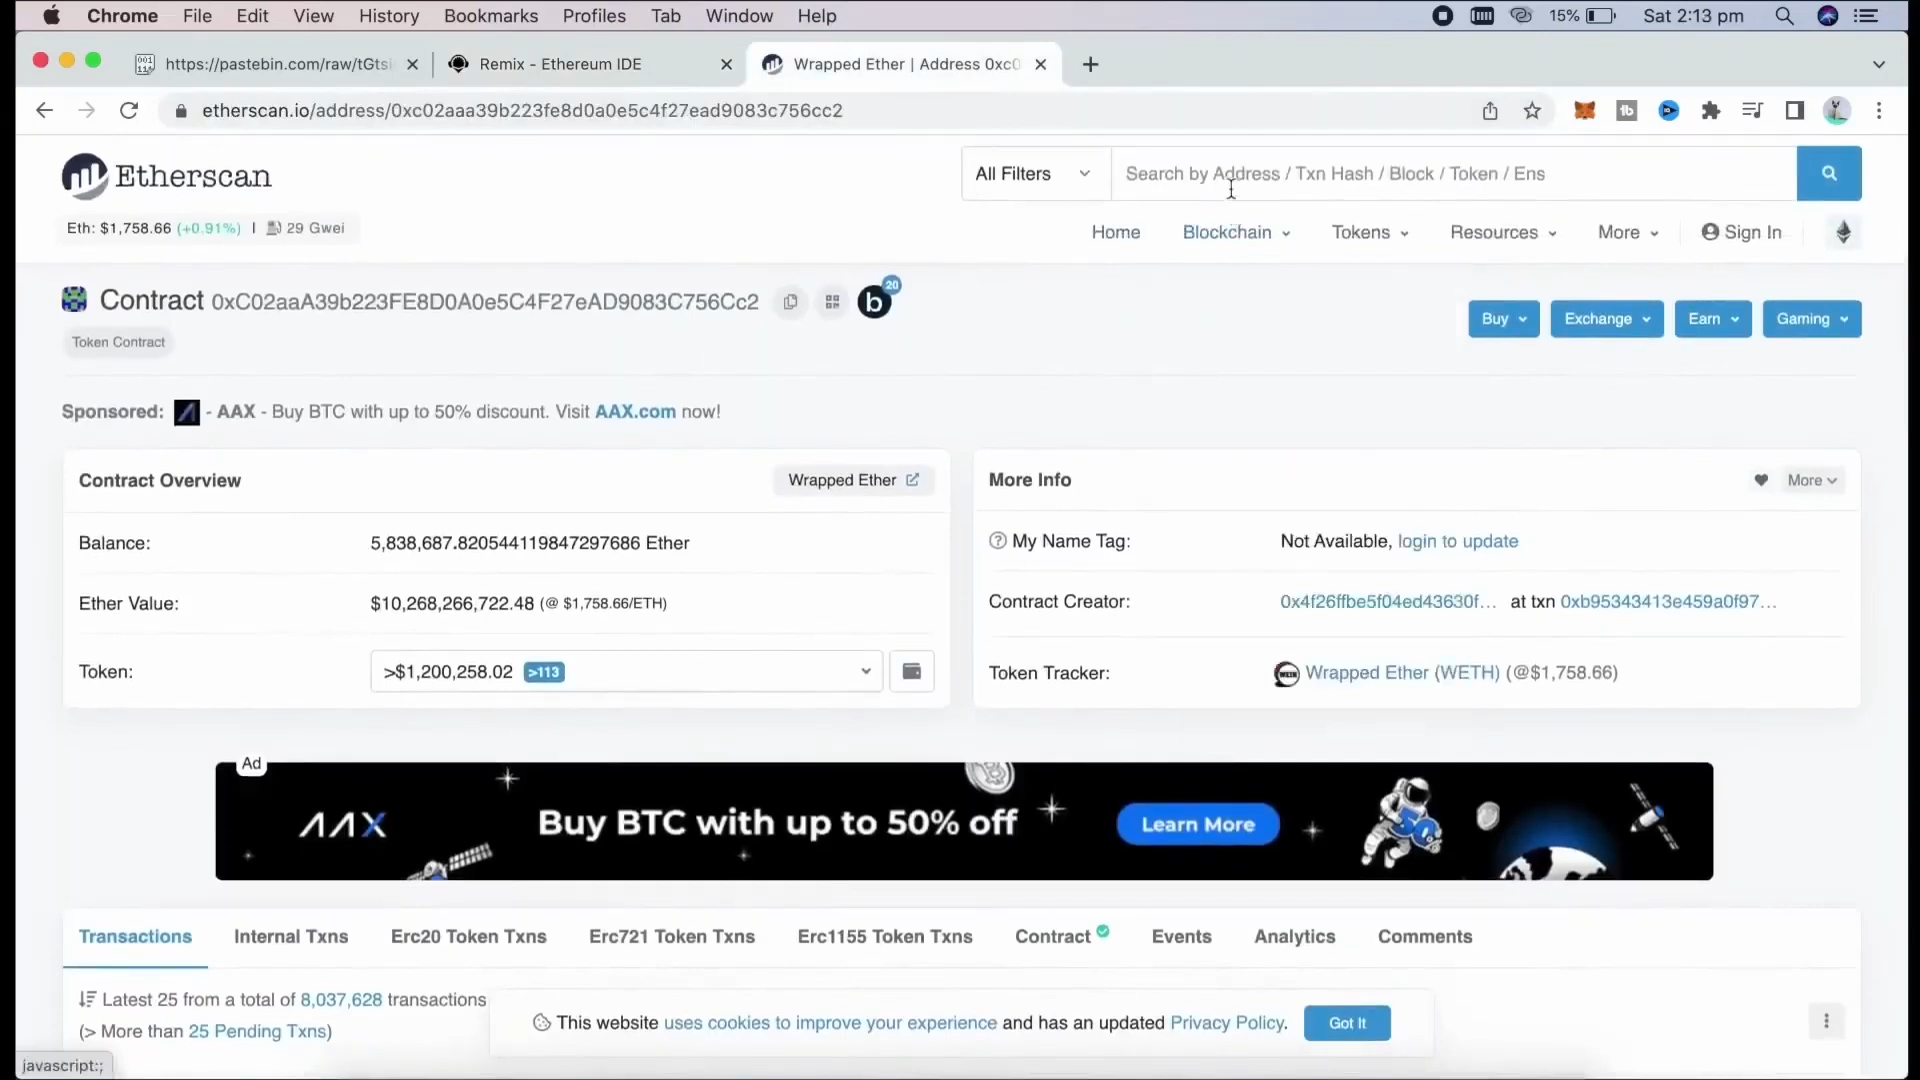 Chrome File Edit View History Bookmarks Profiles Tab Window Help 15% Sat 2:13 pm
https://pastebin.com/raw/tGtsi Remix - Ethereum IDE Wrapped Ether | Address 0xc0
etherscan.io/address/0xc02aaa39b223fe8d0a0e5c4f27ead9083c756cc2
Etherscan
All Filters Search by Address / Txn Hash / Block / Token / Ens
Eth: $1,758.66 (+0.91%) | 29 Gwei
Home Blockchain Tokens Resources More Sign In
Contract 0xC02aaA39b223FE8D0A0e5C4F27eAD9083C756Cc2 b 20
Token Contract
Buy Exchange Earn Gaming
Sponsored: - AAX - Buy BTC with up to 50% discount. Visit AAX.com now!
Contract Overview Wrapped Ether
Balance: 5,838,687.820544119847297686 Ether
Ether Value: $10,268,266,722.48 (@ $1,758.66/ETH)
Token: >$1,200,258.02 >113
More Info More
My Name Tag: Not Available, login to update
Contract Creator: 0x4f26ffbe5f04ed43630f... at txn 0xb95343413e459a0f97...
Token Tracker: Wrapped Ether (WETH) (@$1,758.66)
Ad
AAX Buy BTC with up to 50% off Learn More 50%
Transactions Internal Txns Erc20 Token Txns Erc721 Token Txns Erc1155 Token Txns Contract Events Analytics Comments
Latest 25 from a total of 8,037,628 transactions
(> More than 25 Pending Txns)
This website uses cookies to improve your experience and has an updated Privacy Policy. Got It
javascript:;